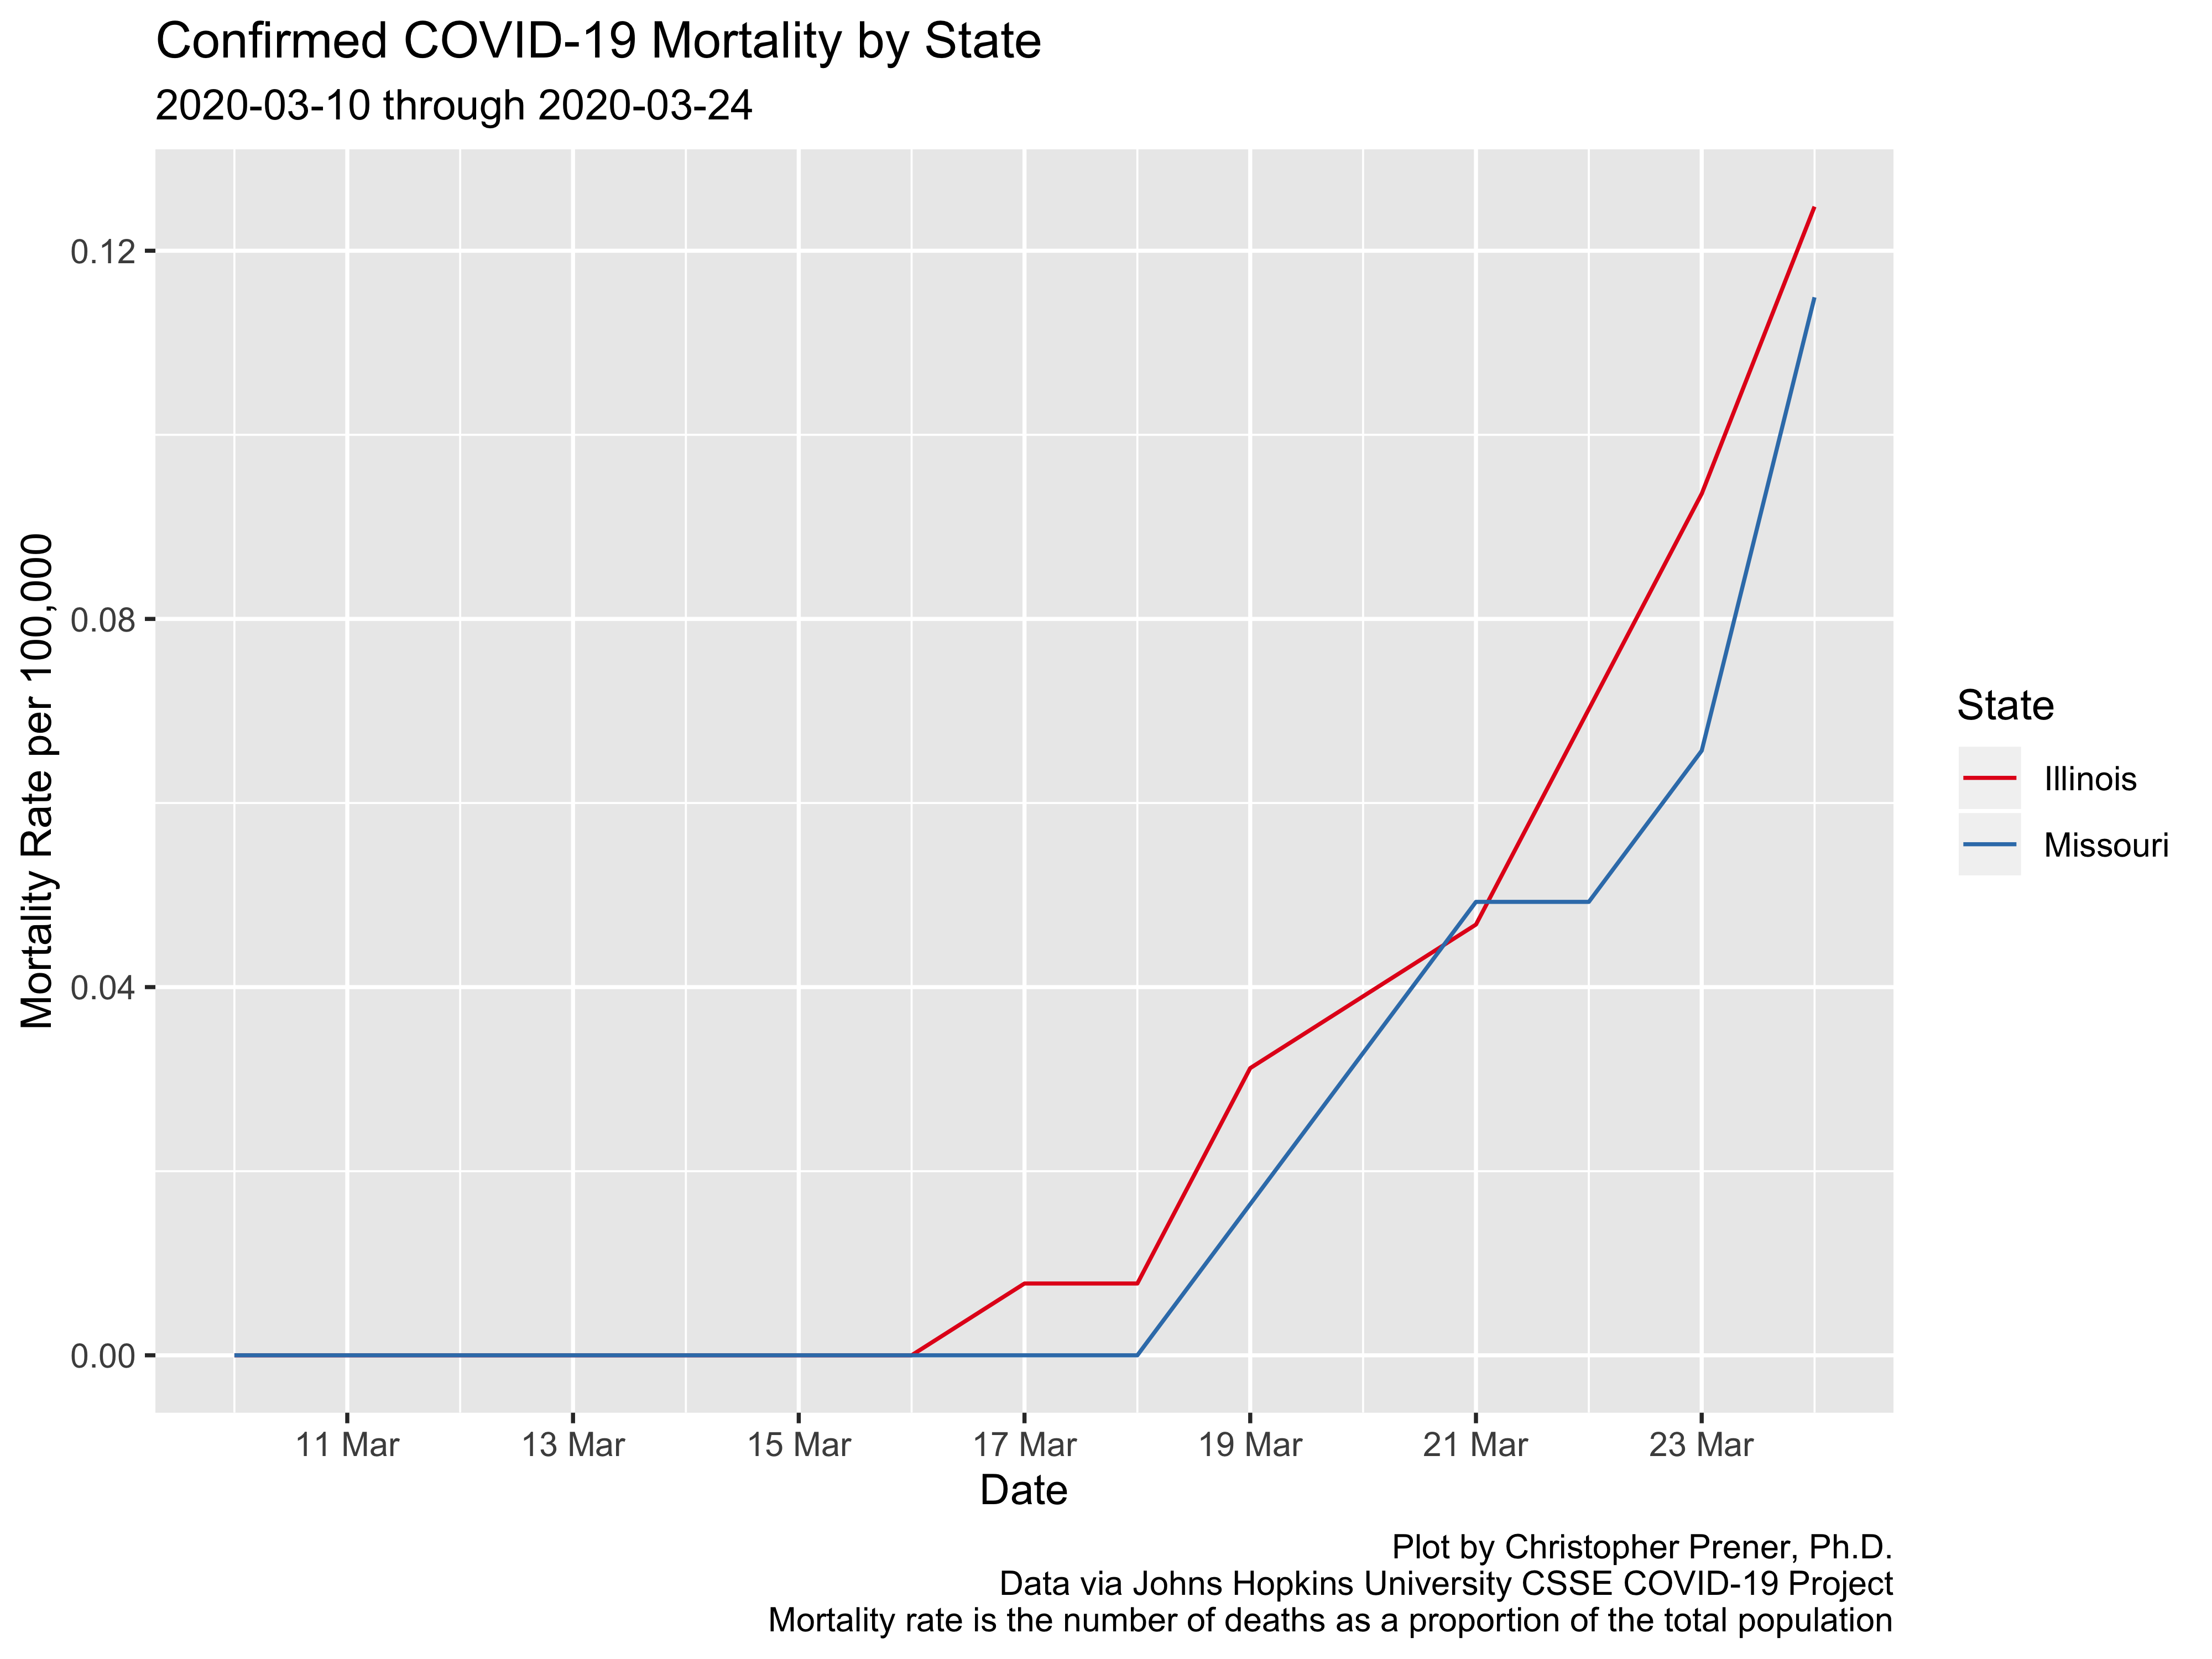 Confirmed COVID-19 Mortality by State
2020-03-10 through 2020-03-24
Mortality Rate per 100,000
0.12
0.08
0.04
0.00
11 Mar
13 Mar
15 Mar
17 Mar
19 Mar
21 Mar
23 Mar
Date
State
Illinois
Missouri
Plot by Christopher Prener, Ph.D.
Data via Johns Hopkins University CSSE COVID-19 Project
Mortality rate is the number of deaths as a proportion of the total population